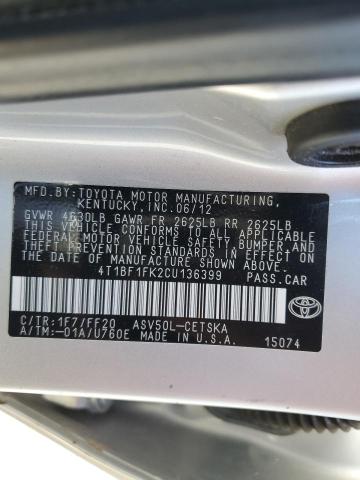 MFD.BY:TOYOTA MOTOR MANUFACTURING,
KENTUCKY, INC.06/12
GVWR 4630LB GAWR FR 2625LB RR 2625LB
THIS VEHICLE CONFORMS TO ALL APPLICABLE
FEDERAL MOTOR VEHICLE SAFETY, BUMPER, AND
THEFT PREVENTION STANDARDS IN EFFECT ON
THE DATE OF MANUFACTURE SHOWN ABOVE.
4T1BF1FK2CU136399
PASS.CAR
C/TR:1F7/FF20 ASV50L-CETSKA
A/TM:-01A/U760E MADE IN U.S.A. 15074